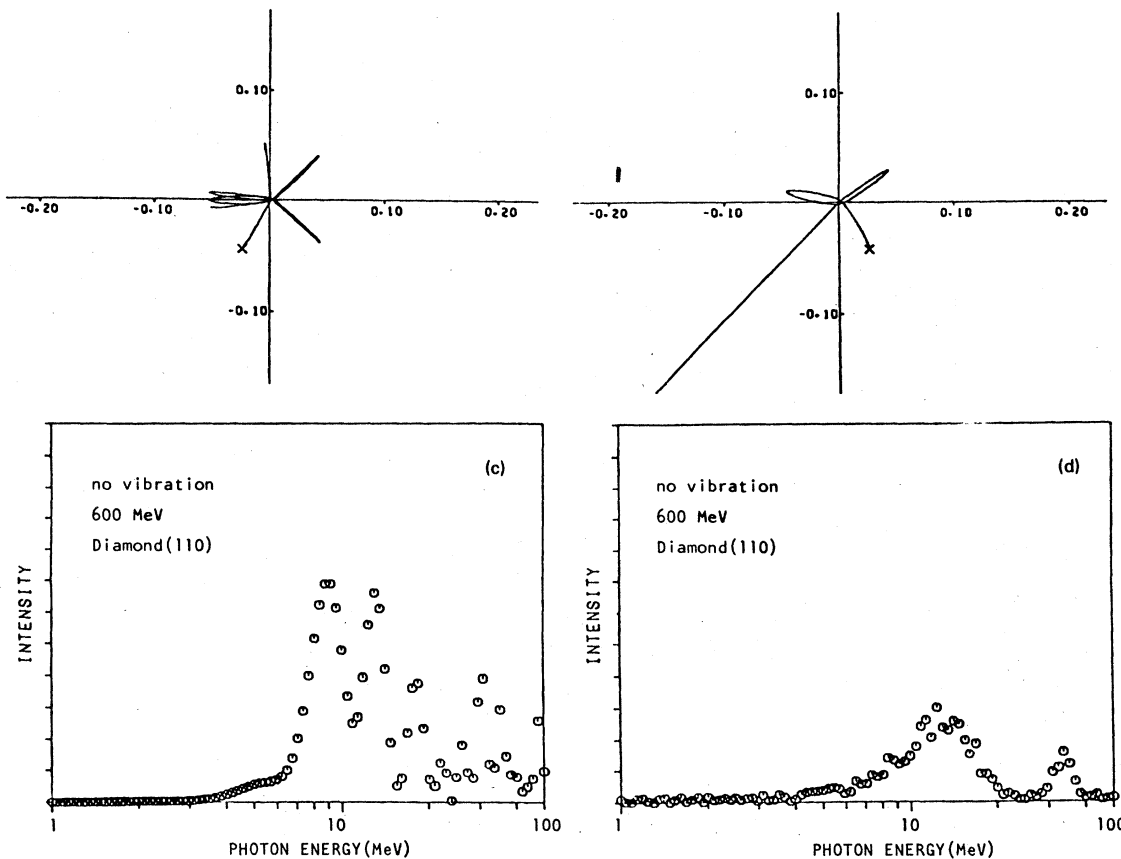 0.10
-0.20
-0.10
0.10
0.20
-0.10
0.10
-0.20
-0.10
0.10
0.20
-0.10
(c)
no vibration
600 MeV
Diamond(110)
INTENSITY
1
10
100
PHOTON ENERGY(MeV)
(d)
no vibration
600 MeV
Diamond(110)
INTENSITY
1
10
100
PHOTON ENERGY(MeV)